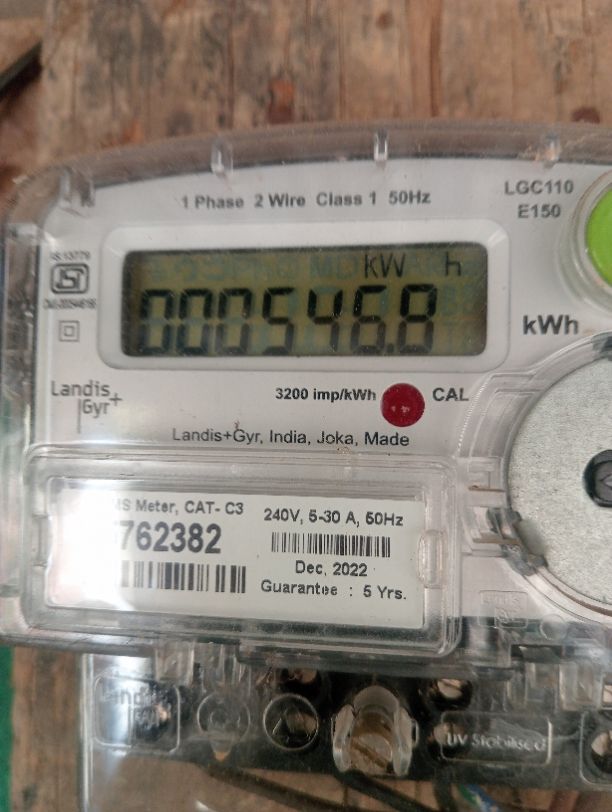 1 Phase 2 Wire Class 1 50Hz
LGC110
E150
IS 13779
kW h
000546.8
kWh
Landis
Gyr+
3200 imp/kWh
CAL
Landis+Gyr, India, Joka, Made
Meter, CAT- C3
762382
240V, 5-30 A, 50Hz
Dec, 2022
Guarantee : 5 Yrs.
UV Stabilised